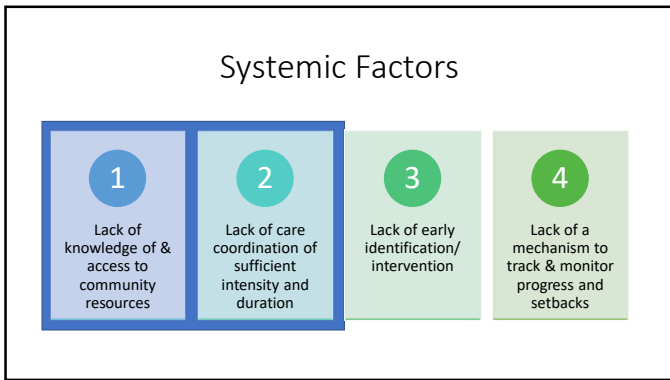 Systemic Factors
1
Lack of
knowledge of &
access to
community
resources
2
Lack of care
coordination of
sufficient
intensity and
duration
3
Lack of early
identification/
intervention
4
Lack of a
mechanism to
track & monitor
progress and
setbacks